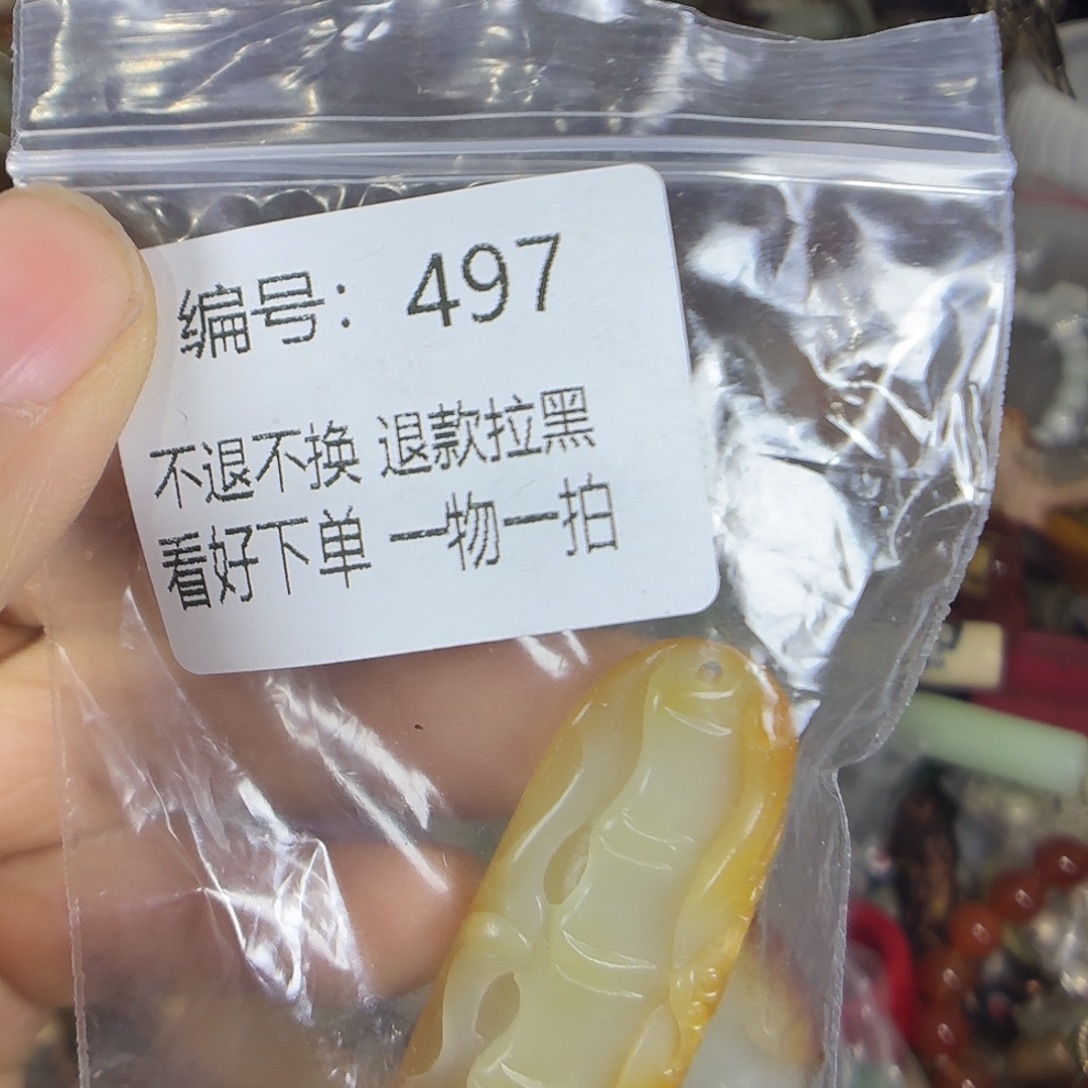 编号：497
不退不换 退款拉黑
看好下单 一物一拍